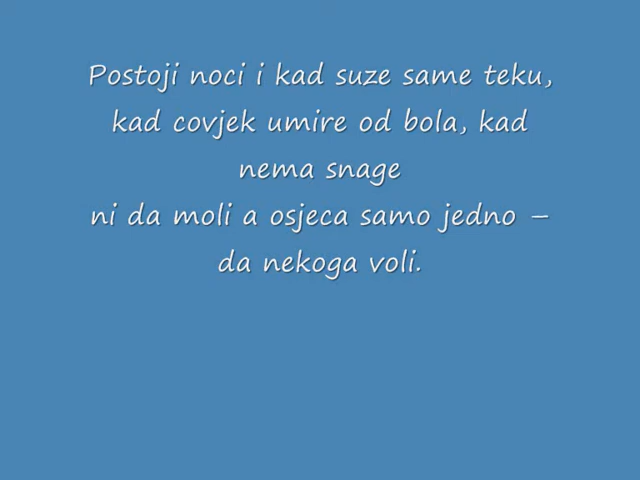 Postoji noci i kad suze same teku,
kad covjek umire od bola, kad
nema snage
ni da moli a osjeca samo jedno –
da nekoga voli.